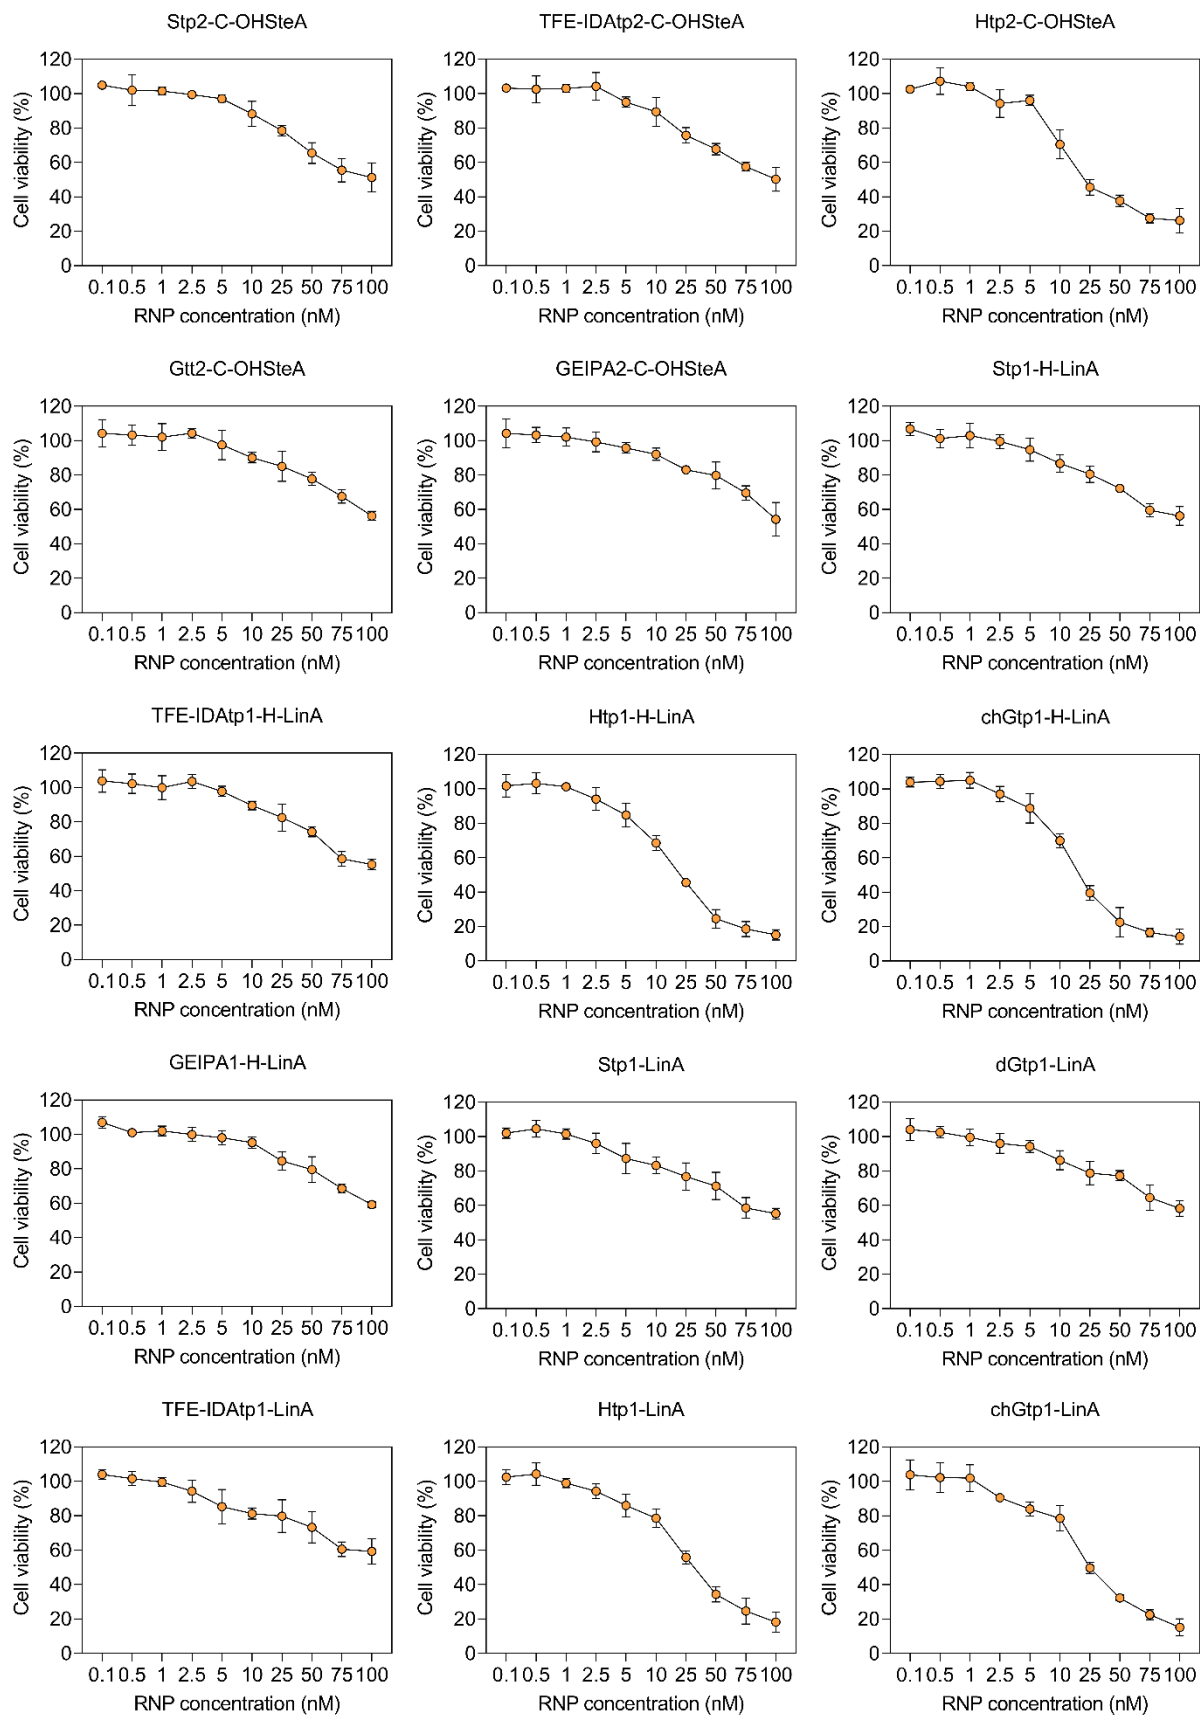 Stp2-C-OHSteA
TFE-IDAtp2-C-OHSteA
Htp2-C-OHSteA
Cell viability (%)
120
100
80
60
40
20
0
0.1 0.5 1 2.5 5 10 25 50 75 100
RNP concentration (nM)
Cell viability (%)
120
100
80
60
40
20
0
0.1 0.5 1 2.5 5 10 25 50 75 100
RNP concentration (nM)
Cell viability (%)
120
100
80
60
40
20
0
0.1 0.5 1 2.5 5 10 25 50 75 100
RNP concentration (nM)
Gtt2-C-OHSteA
GEIPA2-C-OHSteA
Stp1-H-LinA
Cell viability (%)
120
100
80
60
40
20
0
0.1 0.5 1 2.5 5 10 25 50 75 100
RNP concentration (nM)
Cell viability (%)
120
100
80
60
40
20
0
0.1 0.5 1 2.5 5 10 25 50 75 100
RNP concentration (nM)
Cell viability (%)
120
100
80
60
40
20
0
0.1 0.5 1 2.5 5 10 25 50 75 100
RNP concentration (nM)
TFE-IDAtp1-H-LinA
Htp1-H-LinA
chGtp1-H-LinA
Cell viability (%)
120
100
80
60
40
20
0
0.1 0.5 1 2.5 5 10 25 50 75 100
RNP concentration (nM)
Cell viability (%)
120
100
80
60
40
20
0
0.1 0.5 1 2.5 5 10 25 50 75 100
RNP concentration (nM)
Cell viability (%)
120
100
80
60
40
20
0
0.1 0.5 1 2.5 5 10 25 50 75 100
RNP concentration (nM)
GEIPA1-H-LinA
Stp1-LinA
dGtp1-LinA
Cell viability (%)
120
100
80
60
40
20
0
0.1 0.5 1 2.5 5 10 25 50 75 100
RNP concentration (nM)
Cell viability (%)
120
100
80
60
40
20
0
0.1 0.5 1 2.5 5 10 25 50 75 100
RNP concentration (nM)
Cell viability (%)
120
100
80
60
40
20
0
0.1 0.5 1 2.5 5 10 25 50 75 100
RNP concentration (nM)
TFE-IDAtp1-LinA
Htp1-LinA
chGtp1-LinA
Cell viability (%)
120
100
80
60
40
20
0
0.1 0.5 1 2.5 5 10 25 50 75 100
RNP concentration (nM)
Cell viability (%)
120
100
80
60
40
20
0
0.1 0.5 1 2.5 5 10 25 50 75 100
RNP concentration (nM)
Cell viability (%)
120
100
80
60
40
20
0
0.1 0.5 1 2.5 5 10 25 50 75 100
RNP concentration (nM)